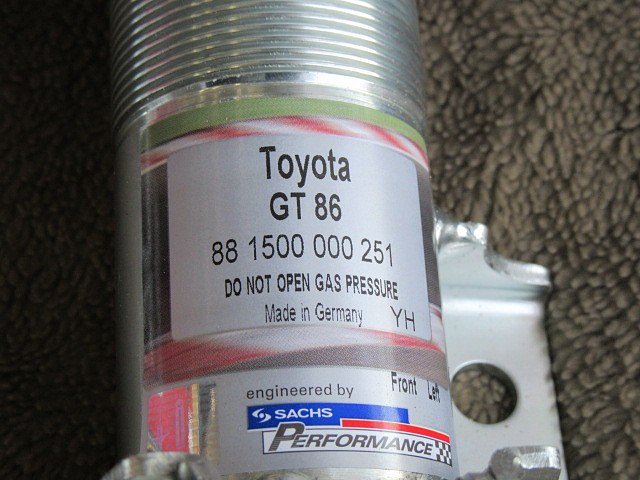 Toyota
GT 86
88 1500 000 251
DO NOT OPEN GAS PRESSURE
Made in Germany YH
Front Left
engineered by
SACHS
PERFORMANCE